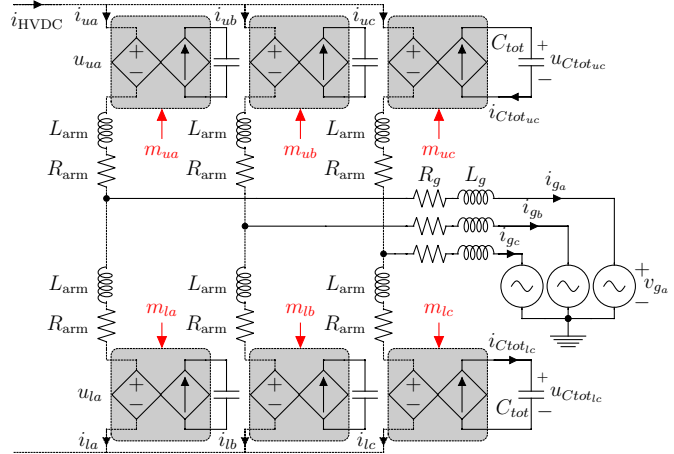 i_HVDC i_ua i_ub i_uc
u_ua C_tot + u_Ctot_uc −
i_Ctot_uc
L_arm L_arm L_arm
m_ua m_ub m_uc
R_arm R_arm R_arm
R_g L_g i_ga
i_gb
i_gc
L_arm L_arm L_arm
+ v_ga −
m_la m_lb m_lc
R_arm R_arm R_arm
i_Ctot_lc
u_la C_tot + u_Ctot_lc −
i_la i_lb i_lc